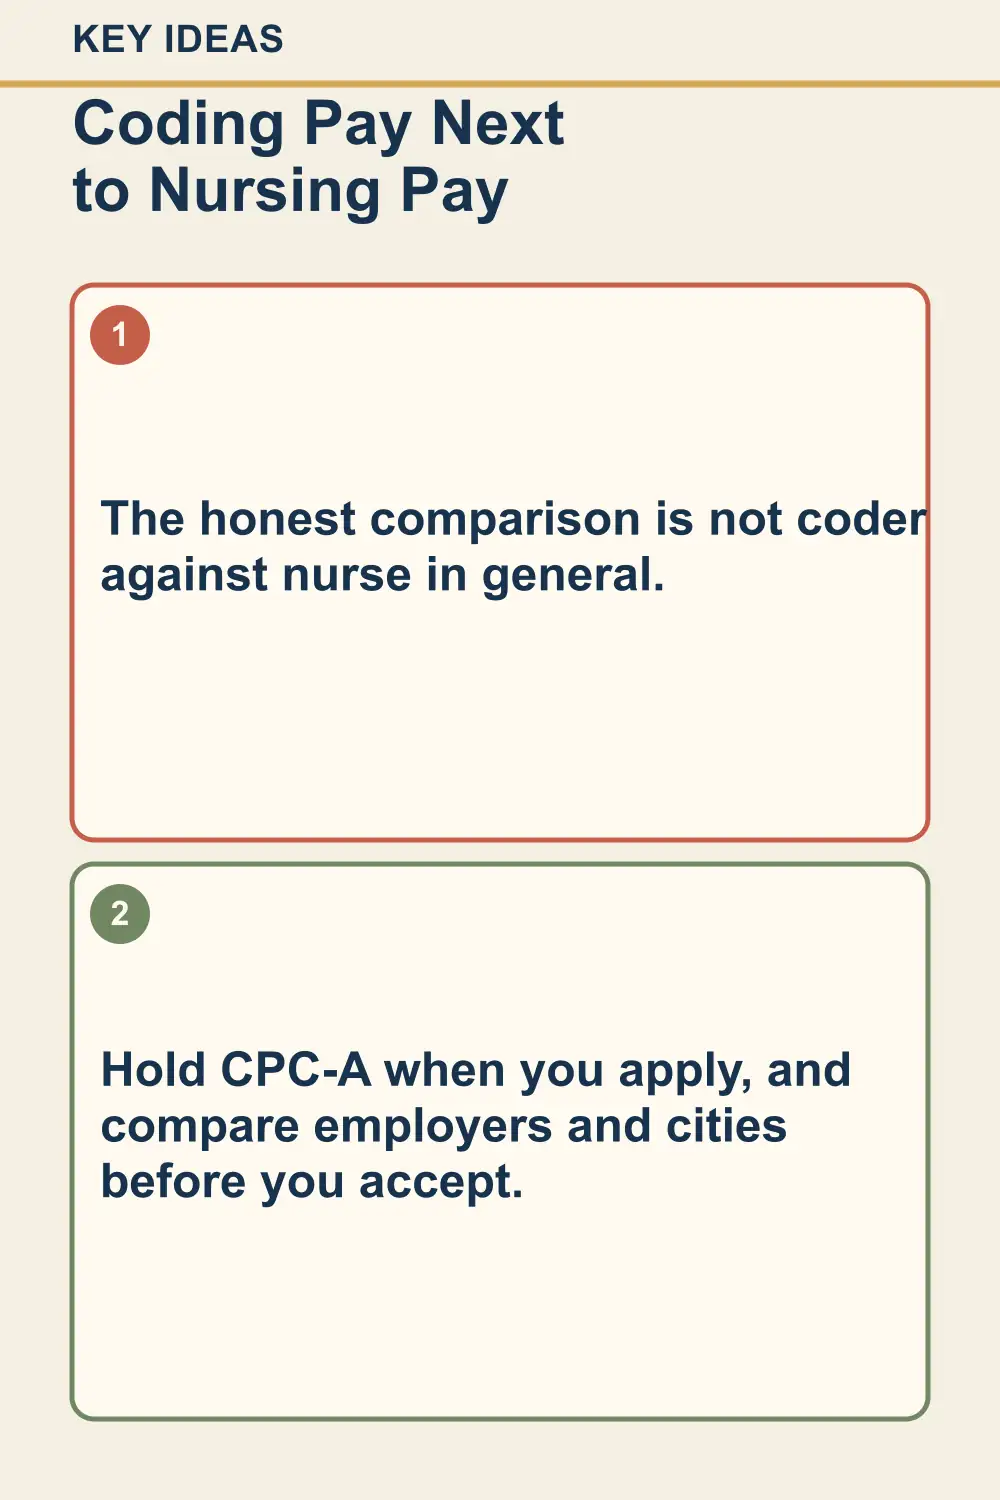 KEY IDEAS
Coding Pay Next
to Nursing Pay
1
The honest comparison is not coder
against nurse in general.
2
Hold CPC-A when you apply, and
compare employers and cities
before you accept.